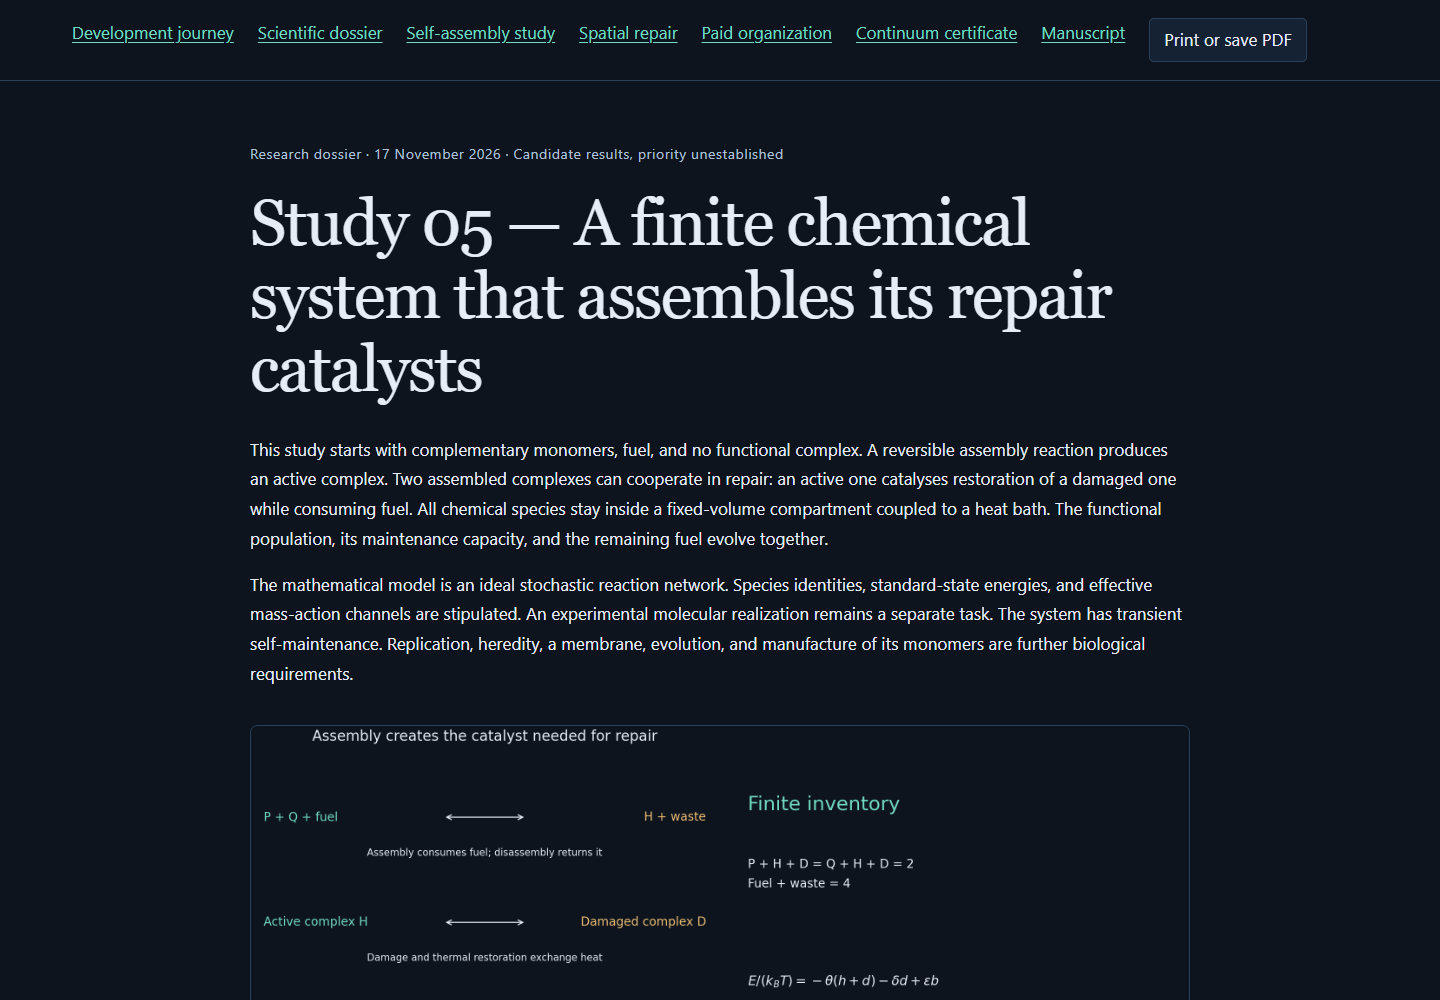 Development journey Scientific dossier Self-assembly study Spatial repair Paid organization Continuum certificate Manuscript Print or save PDF
Research dossier · 17 November 2026 · Candidate results, priority unestablished
Study 05 — A finite chemical
system that assembles its repair
catalysts
This study starts with complementary monomers, fuel, and no functional complex. A reversible assembly reaction produces
an active complex. Two assembled complexes can cooperate in repair: an active one catalyses restoration of a damaged one
while consuming fuel. All chemical species stay inside a fixed-volume compartment coupled to a heat bath. The functional
population, its maintenance capacity, and the remaining fuel evolve together.
The mathematical model is an ideal stochastic reaction network. Species identities, standard-state energies, and effective
mass-action channels are stipulated. An experimental molecular realization remains a separate task. The system has transient
self-maintenance. Replication, heredity, a membrane, evolution, and manufacture of its monomers are further biological
requirements.
Assembly creates the catalyst needed for repair
Finite inventory
P + Q + fuel ⟷ H + waste
Assembly consumes fuel; disassembly returns it
P + H + D = Q + H + D = 2
Fuel + waste = 4
Active complex H ⟷ Damaged complex D
Damage and thermal restoration exchange heat
E/(k_BT) = −θ(h + d) − δd + εb